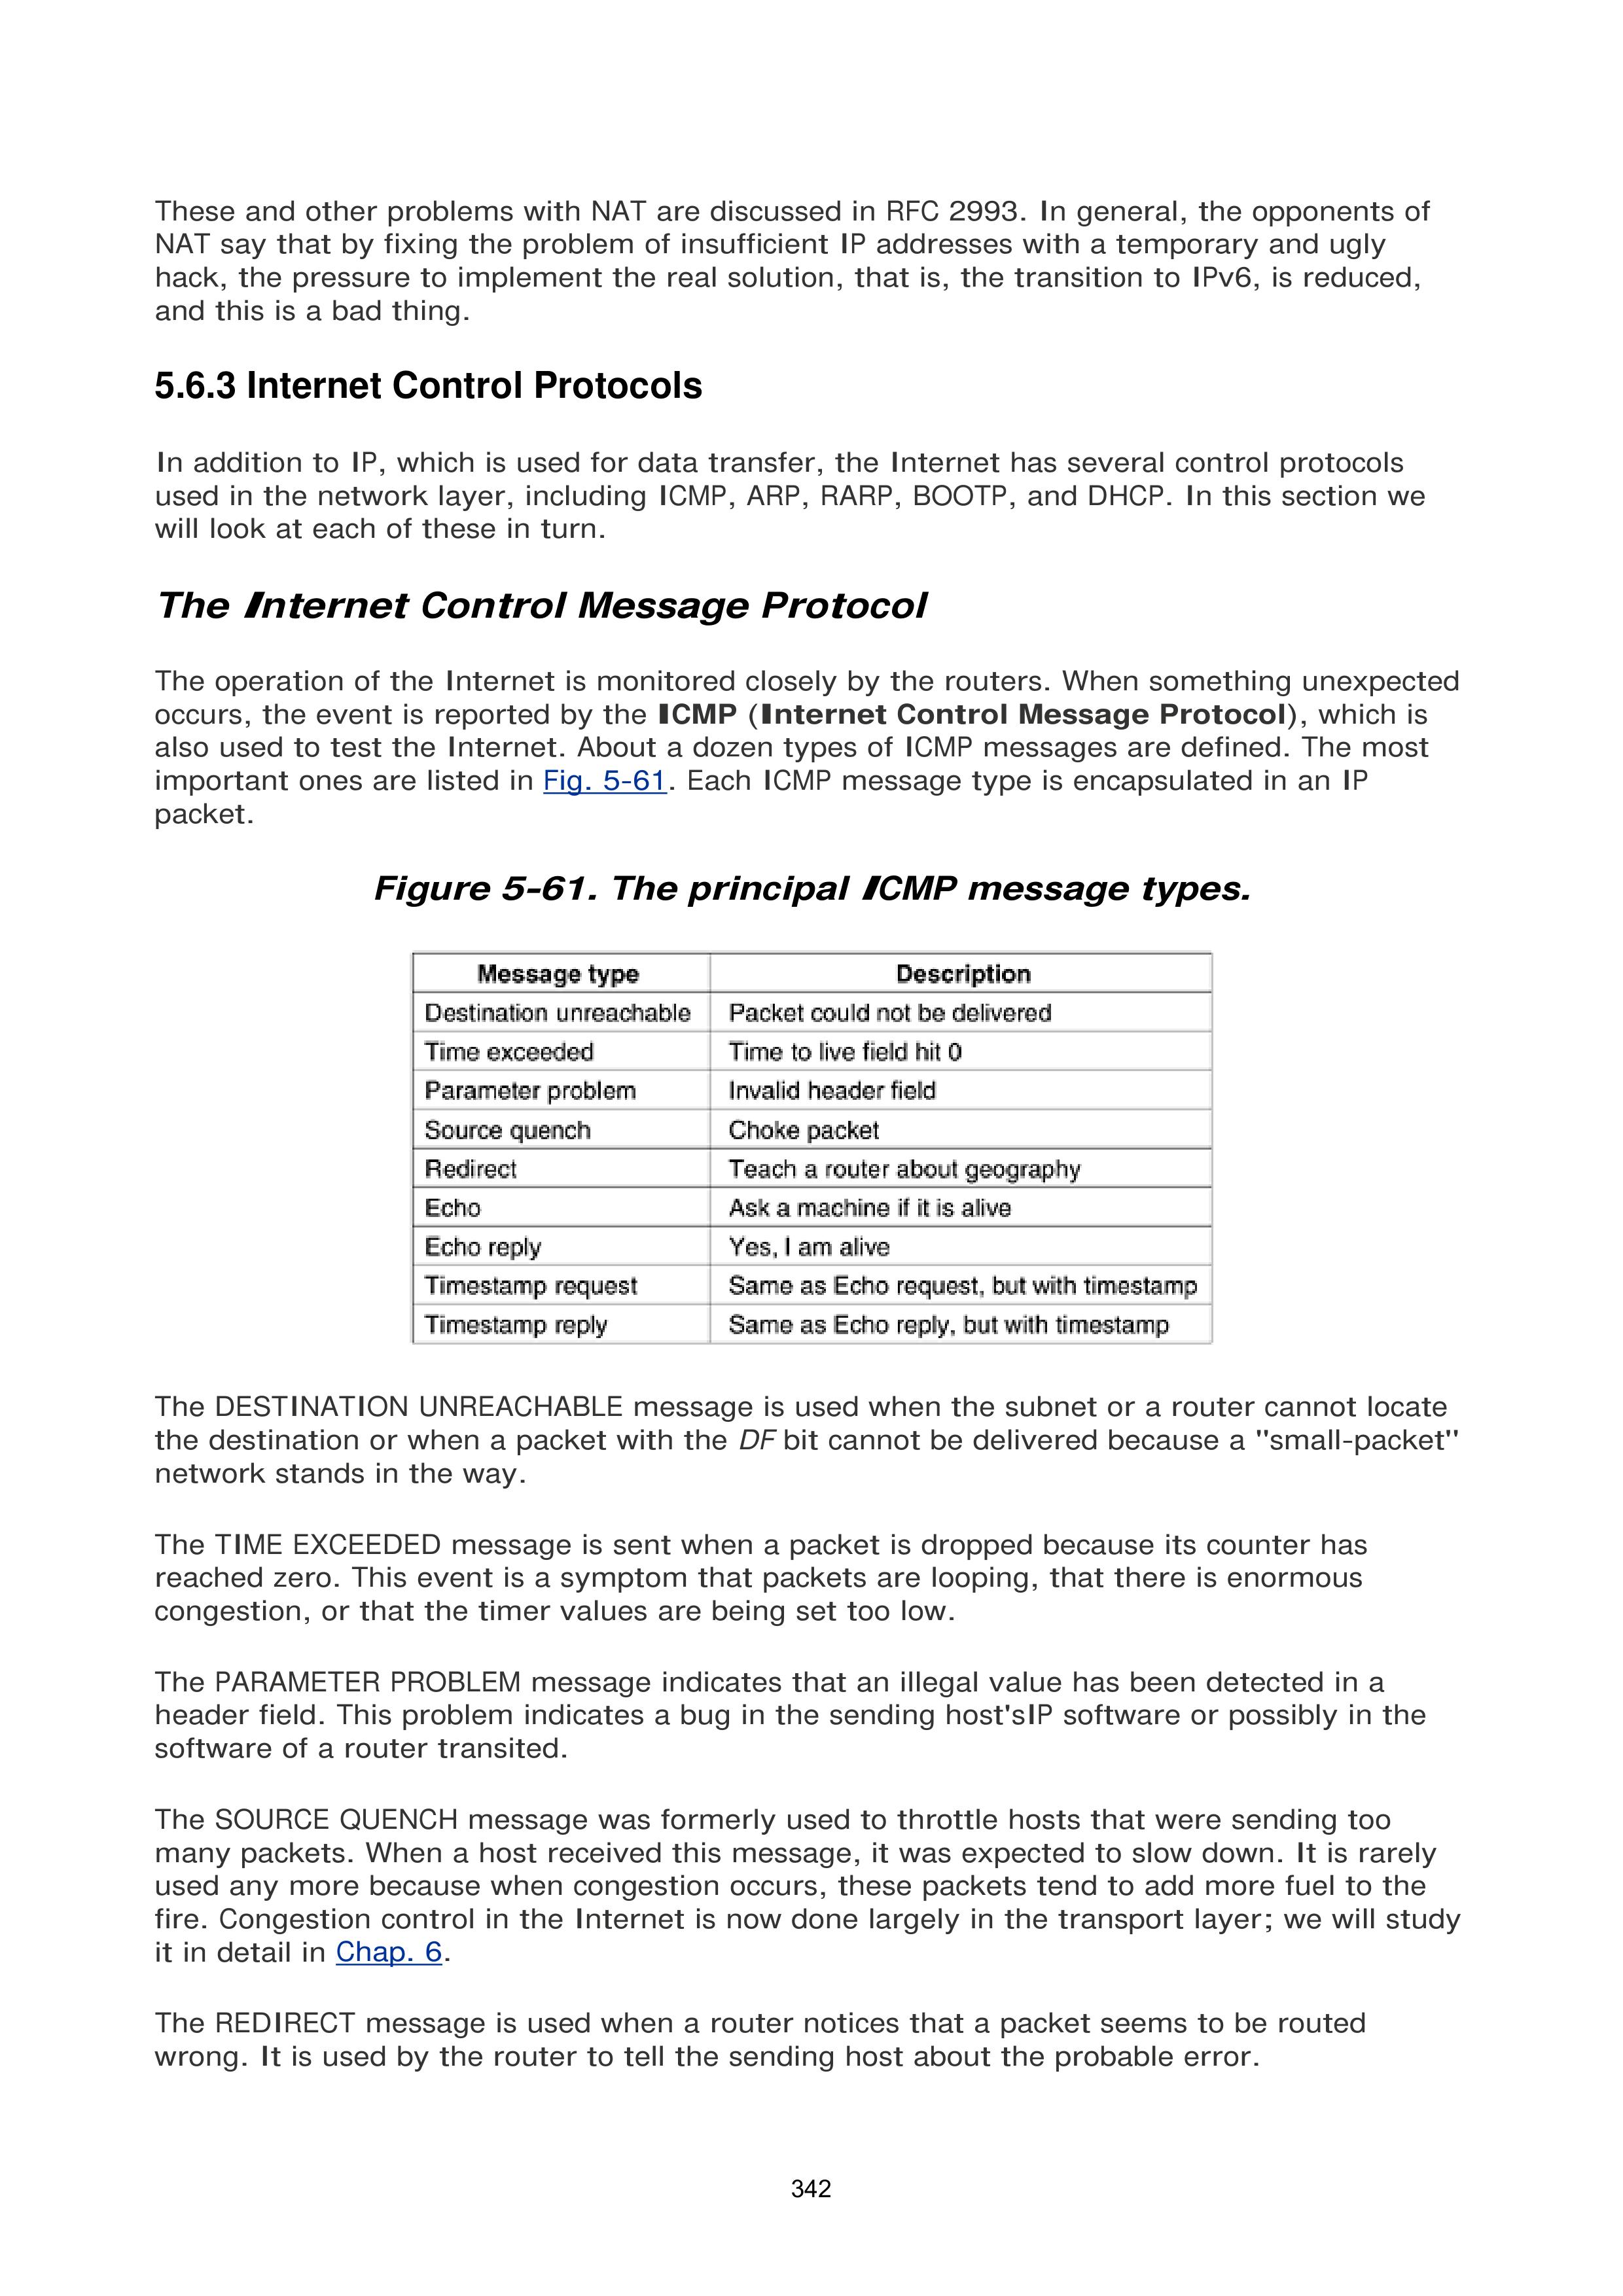 These and other problems with NAT are discussed in RFC 2993. In general, the opponents of
NAT say that by fixing the problem of insufficient IP addresses with a temporary and ugly
hack, the pressure to implement the real solution, that is, the transition to IPv6, is reduced,
and this is a bad thing.
5.6.3 Internet Control Protocols
In addition to IP, which is used for data transfer, the Internet has several control protocols
used in the network layer, including ICMP, ARP, RARP, BOOTP, and DHCP. In this section we
will look at each of these in turn.
The Internet Control Message Protocol
The operation of the Internet is monitored closely by the routers. When something unexpected
occurs, the event is reported by the ICMP (Internet Control Message Protocol), which is
also used to test the Internet. About a dozen types of ICMP messages are defined. The most
important ones are listed in Fig. 5-61. Each ICMP message type is encapsulated in an IP
packet.
Figure 5-61. The principal ICMP message types.
Message type Description
Destination unreachable Packet could not be delivered
Time exceeded Time to live field hit 0
Parameter problem Invalid header field
Source quench Choke packet
Redirect Teach a router about geography
Echo Ask a machine if it is alive
Echo reply Yes, I am alive
Timestamp request Same as Echo request, but with timestamp
Timestamp reply Same as Echo reply, but with timestamp
The DESTINATION UNREACHABLE message is used when the subnet or a router cannot locate
the destination or when a packet with the DF bit cannot be delivered because a ''small-packet''
network stands in the way.
The TIME EXCEEDED message is sent when a packet is dropped because its counter has
reached zero. This event is a symptom that packets are looping, that there is enormous
congestion, or that the timer values are being set too low.
The PARAMETER PROBLEM message indicates that an illegal value has been detected in a
header field. This problem indicates a bug in the sending host'sIP software or possibly in the
software of a router transited.
The SOURCE QUENCH message was formerly used to throttle hosts that were sending too
many packets. When a host received this message, it was expected to slow down. It is rarely
used any more because when congestion occurs, these packets tend to add more fuel to the
fire. Congestion control in the Internet is now done largely in the transport layer; we will study
it in detail in Chap. 6.
The REDIRECT message is used when a router notices that a packet seems to be routed
wrong. It is used by the router to tell the sending host about the probable error.
342